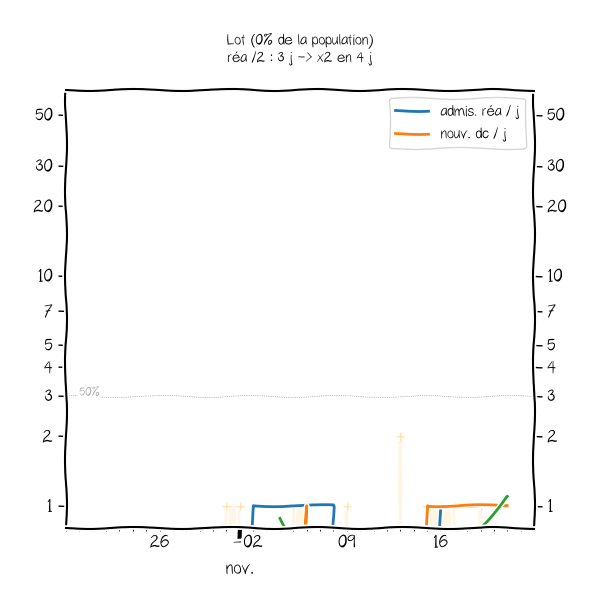 Lot (0% de la population)
réa /2 : 3 j -> x2 en 4 j
admis. réa / j
nouv. dc / j
50 50
30 30
20 20
10 10
7 7
5 5
4 4
3 3
50%
2 2
1 1
26 02 09 16
nov.